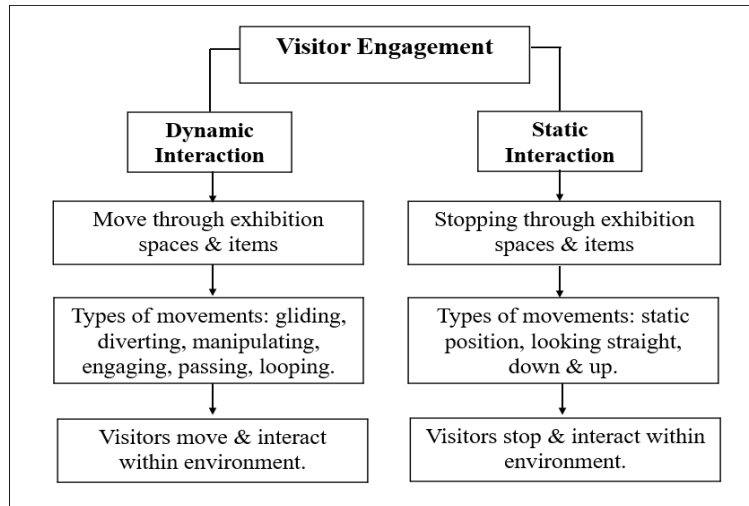 Visitor Engagement
Dynamic
Interaction
Move through exhibition
spaces & items
Types of movements: gliding,
diverting, manipulating,
engaging, passing, looping.
Visitors move & interact
within environment.
Static
Interaction
Stopping through exhibition
spaces & items
Types of movements: static
position, looking straight,
down & up.
Visitors stop & interact within
environment.